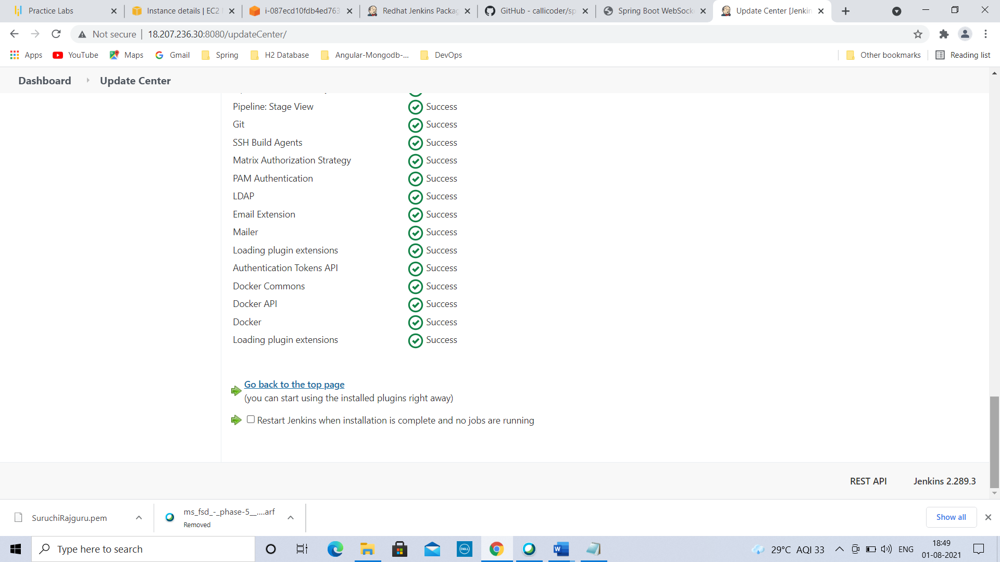 Practice Labs
Instance details | EC2
i-087ecd10fdb4ed763
Redhat Jenkins Packag
GitHub - callicoder/sp
Spring Boot WebSock
Update Center [Jenkin
Not secure
18.207.236.30:8080/updateCenter/
Apps
YouTube
Maps
Gmail
Spring
H2 Database
Angular-Mongodb-...
DevOps
Other bookmarks
Reading list
Dashboard
Update Center
Pipeline: Stage View Success
Git Success
SSH Build Agents Success
Matrix Authorization Strategy Success
PAM Authentication Success
LDAP Success
Email Extension Success
Mailer Success
Loading plugin extensions Success
Authentication Tokens API Success
Docker Commons Success
Docker API Success
Docker Success
Loading plugin extensions Success
Go back to the top page
(you can start using the installed plugins right away)
Restart Jenkins when installation is complete and no jobs are running
REST API
Jenkins 2.289.3
SuruchiRajguru.pem
ms_fsd_-_phase-5__....arf
Removed
Show all
Type here to search
DELL
29°C AQI 33
ENG
18:49
01-08-2021